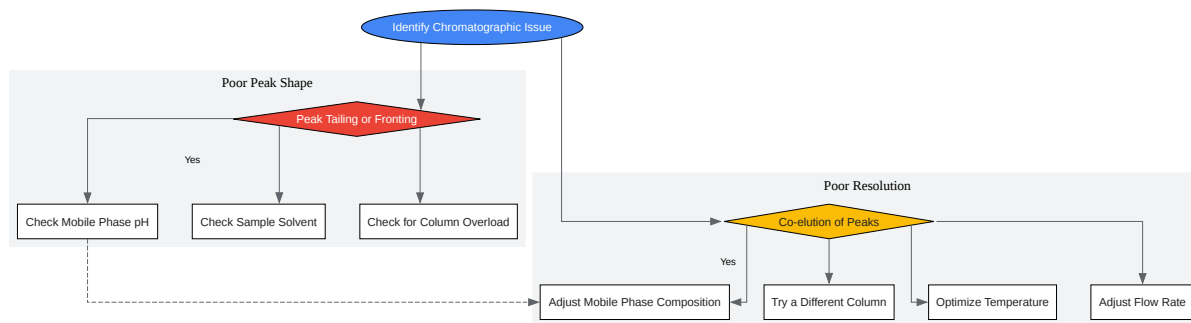 Identify Chromatographic Issue
Poor Peak Shape
Peak Tailing or Fronting
Yes
Check Mobile Phase pH
Check Sample Solvent
Check for Column Overload
Poor Resolution
Co-elution of Peaks
Yes
Adjust Mobile Phase Composition
Try a Different Column
Optimize Temperature
Adjust Flow Rate